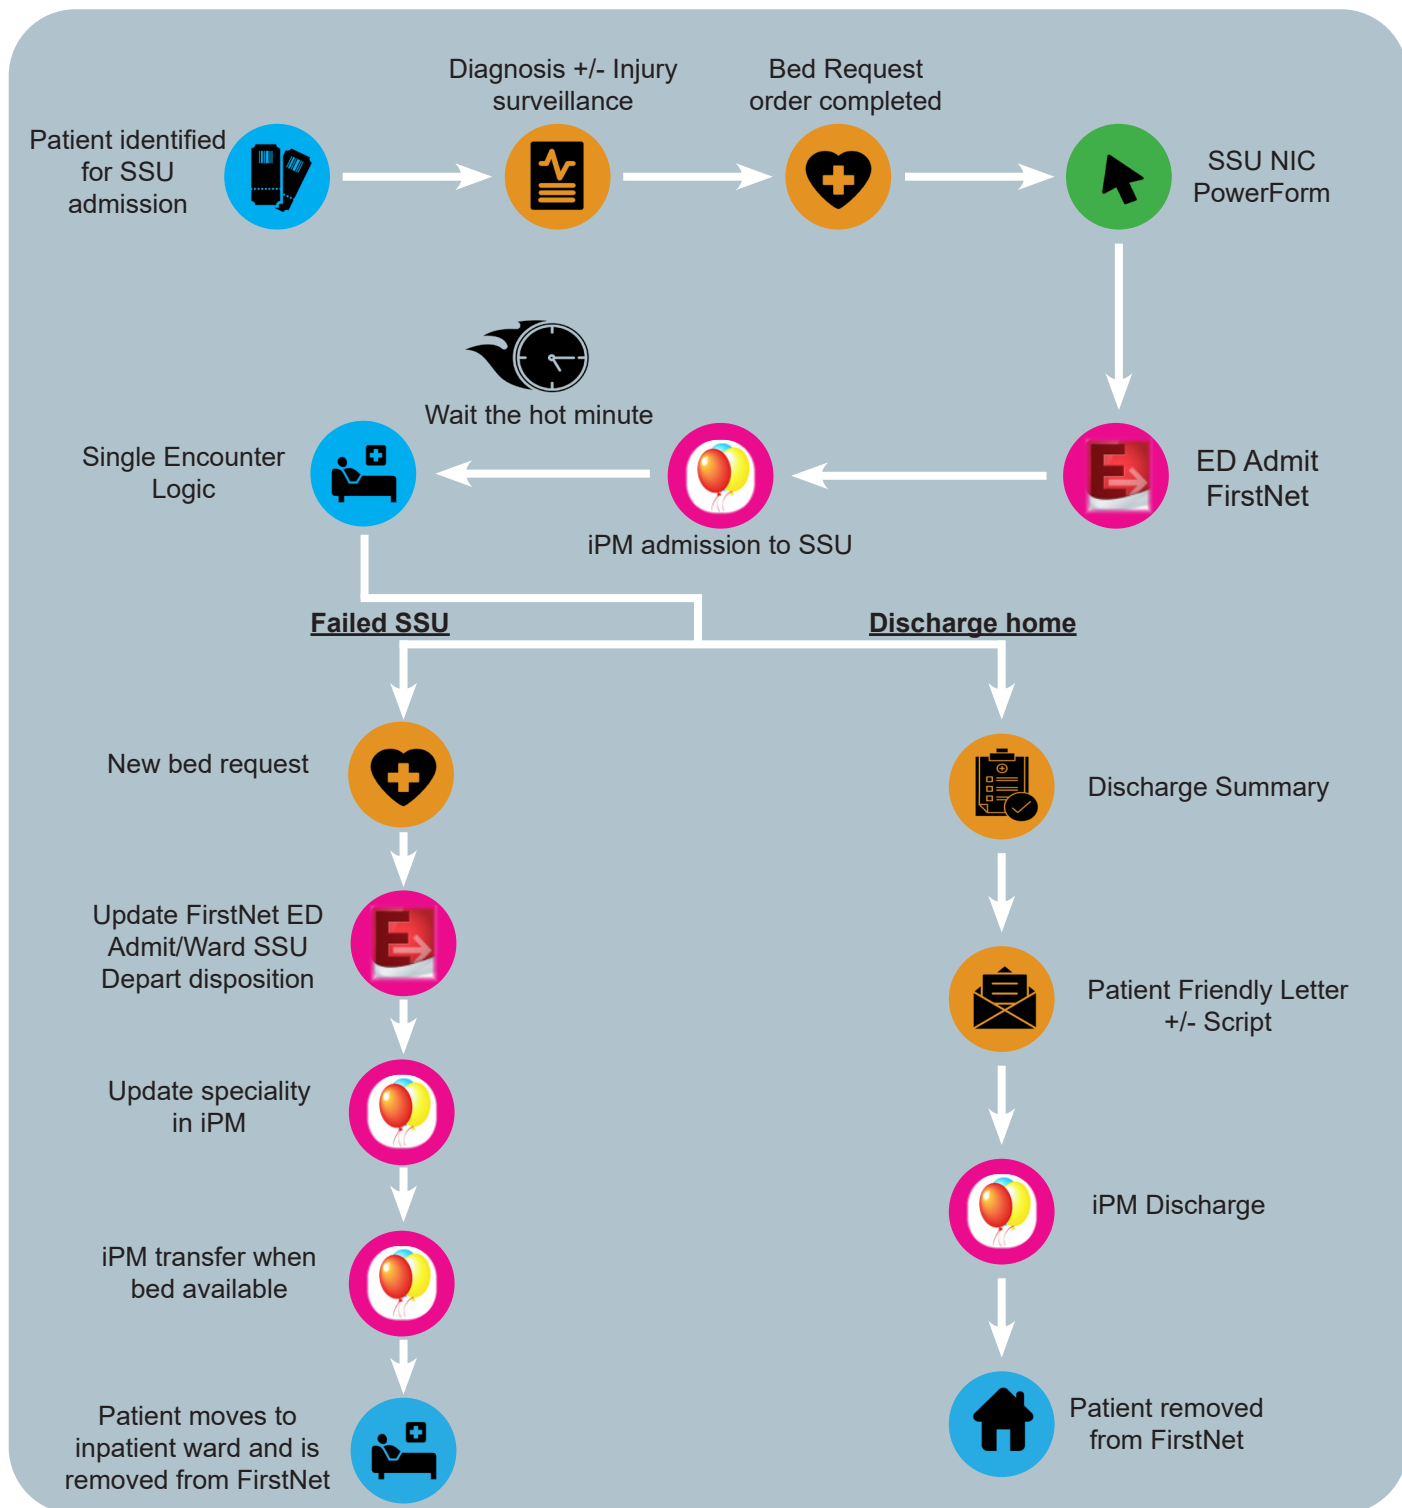 Patient identified
for SSU
admission
Diagnosis +/- Injury
surveillance
Bed Request
order completed
SSU NIC
PowerForm
ED Admit
FirstNet
iPM admission to SSU
Wait the hot minute
Single Encounter
Logic
Failed SSU
New bed request
Update FirstNet ED
Admit/Ward SSU
Depart disposition
Update speciality
in iPM
iPM transfer when
bed available
Patient moves to
inpatient ward and is
removed from FirstNet
Discharge home
Discharge Summary
Patient Friendly Letter
+/- Script
iPM Discharge
Patient removed
from FirstNet